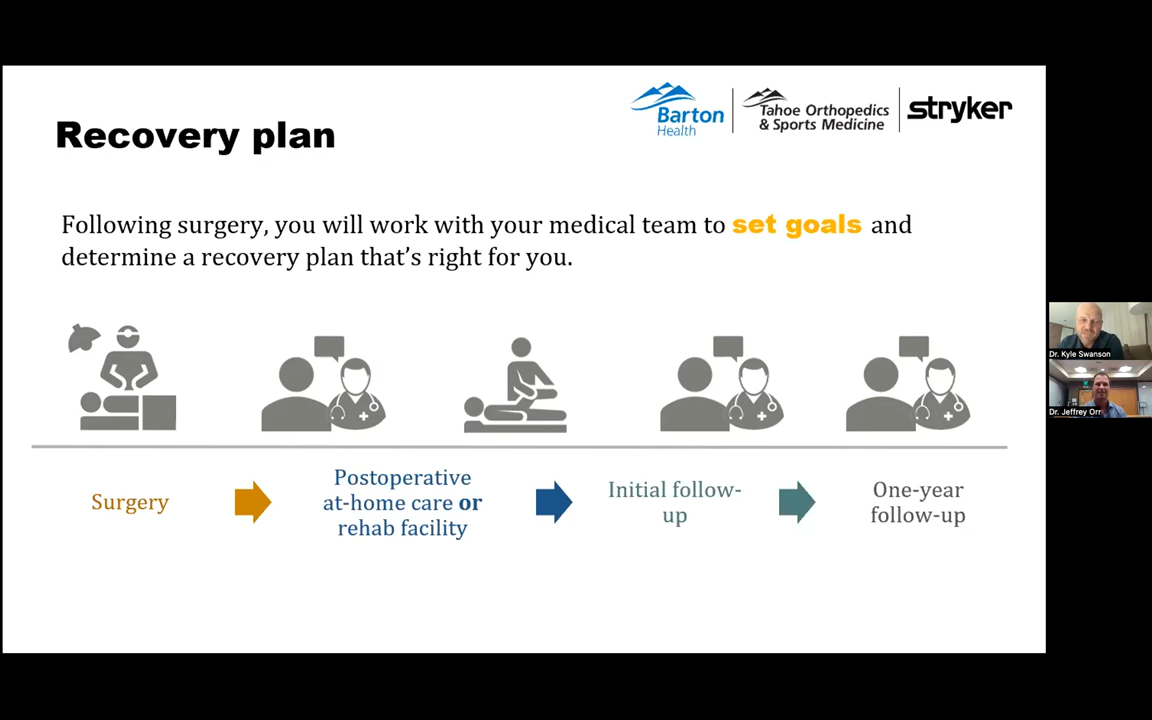 Barton
Health
Tahoe Orthopedics
& Sports Medicine
stryker
Recovery plan
Following surgery, you will work with your medical team to set goals and
determine a recovery plan that’s right for you.
Surgery
Postoperative
at-home care or
rehab facility
Initial follow-
up
One-year
follow-up
Dr. Kyle Swanson
Dr. Jeffrey Orr